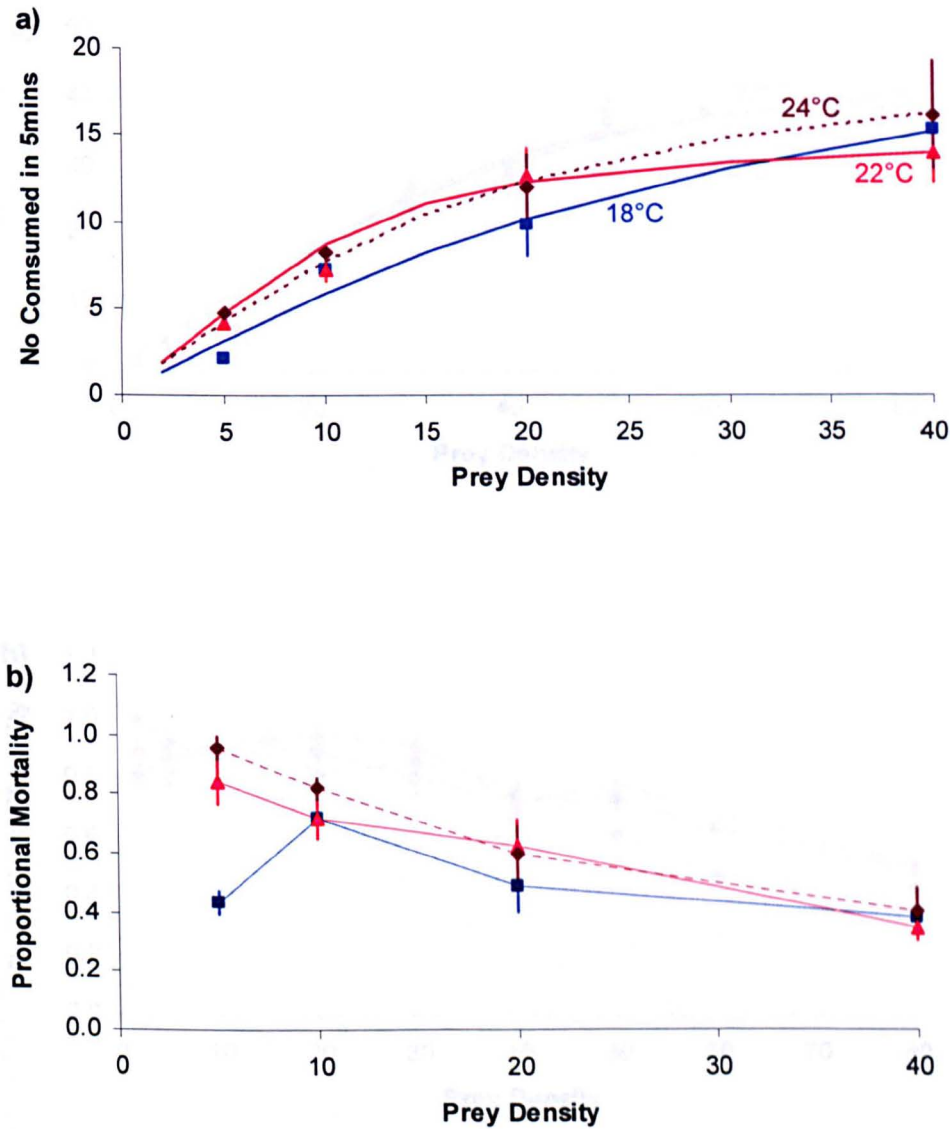 a)
No Comsumed in 5mins
20
15
10
5
0
24°C
22°C
18°C
0 5 10 15 20 25 30 35 40
Prey Density
b)
Proportional Mortality
1.2
1.0
0.8
0.6
0.4
0.2
0.0
0 10 20 30 40
Prey Density